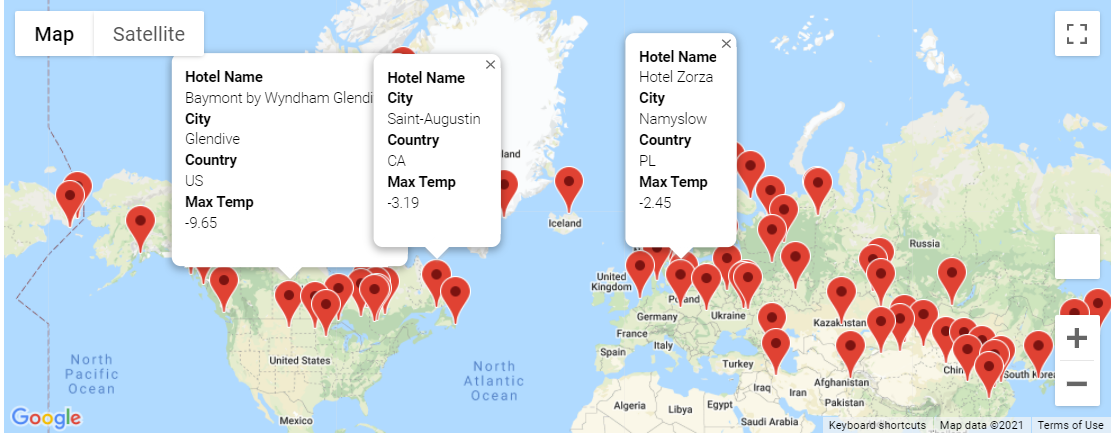 Map
Satellite
Hotel Name
Baymont by Wyndham Glendi
City
Glendive
Country
US
Max Temp
-9.65
Hotel Name
City
Saint-Augustin
Country
CA
Max Temp
-3.19
Hotel Name
Hotel Zorza
City
Namyslow
Country
PL
Max Temp
-2.45
land
Iceland
Russia
United
Kingdom
Poland
Germany
Ukraine
France
Kazakhstan
Italy
Spain
Turkey
United States
North
Pacific
Ocean
North
Atlantic
Ocean
South Korea
Iraq
Iran
Afghanistan
Pakistan
Algeria
Libya
Egypt
Saudi Arabia
Mexico
Google
Keyboard shortcuts
Map data ©2021
Terms of Use